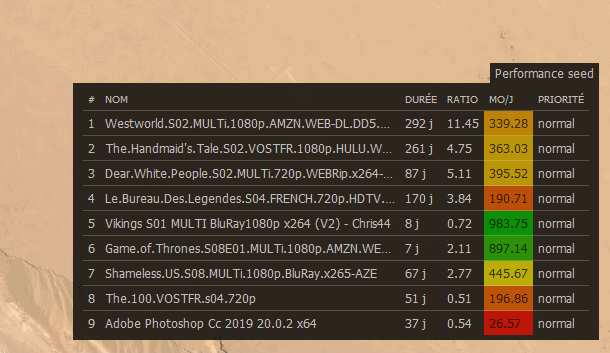 Performance seed
# NOM DURÉE RATIO MO/J PRIORITÉ
1 Westworld.S02.MULTi.1080p.AMZN.WEB-DL.DD5.... 292 j 11.45 339.28 normal
2 The.Handmaid's.Tale.S02.VOSTFR.1080p.HULU.W... 261 j 4.75 363.03 normal
3 Dear.White.People.S02.MULTi.720p.WEBRip.x264-... 87 j 5.11 395.52 normal
4 Le.Bureau.Des.Legendes.S04.FRENCH.720p.HDTV.... 170 j 3.84 190.71 normal
5 Vikings S01 MULTI BluRay1080p x264 (V2) - Chris44 8 j 0.72 983.75 normal
6 Game.of.Thrones.S08E01.MULTi.1080p.AMZN.WE... 7 j 2.11 897.14 normal
7 Shameless.US.S08.MULTi.1080p.BluRay.x265-AZE 67 j 2.77 445.67 normal
8 The.100.VOSTFR.s04.720p 51 j 0.51 196.86 normal
9 Adobe Photoshop Cc 2019 20.0.2 x64 37 j 0.54 26.57 normal